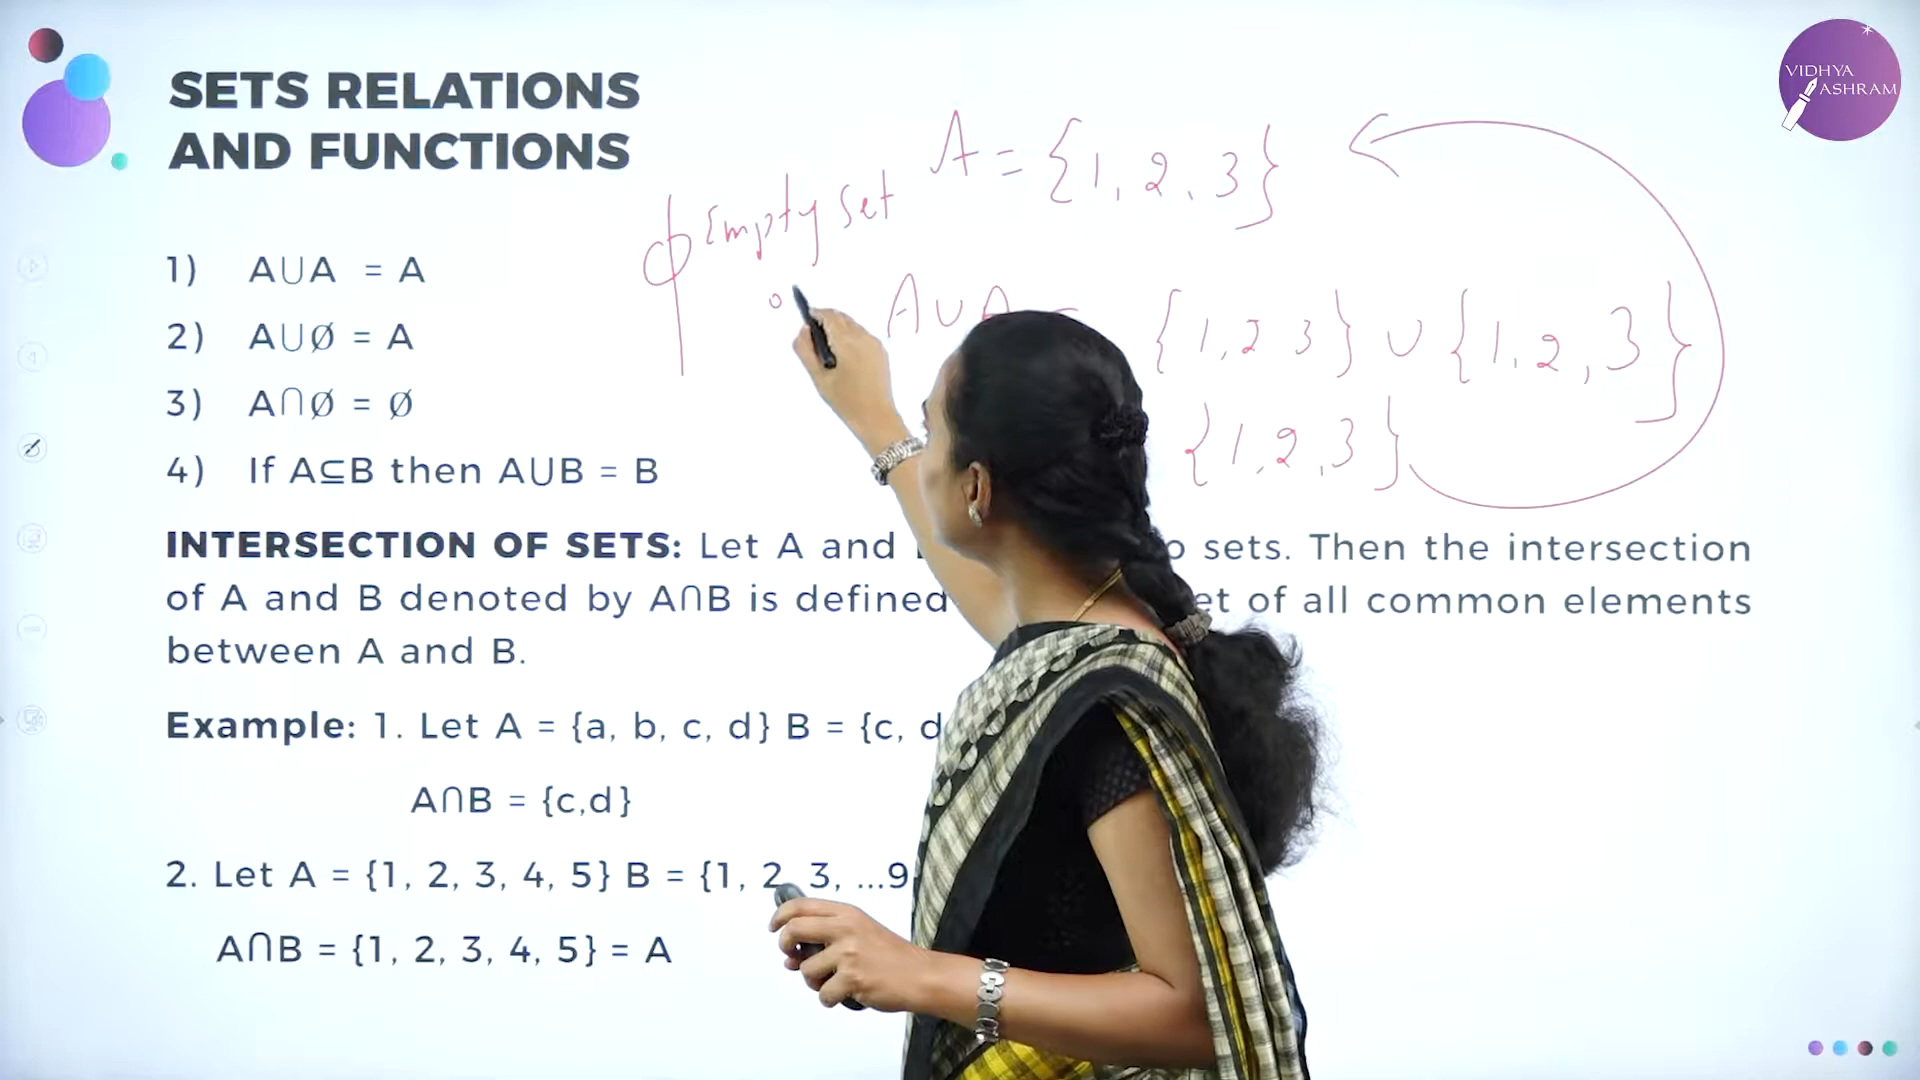 SETS RELATIONS
AND FUNCTIONS
VIDHYA
ASHRAM
A = {1, 2, 3}
ϕ Empty set
1) A∪A = A
A∪A = {1, 2 3} ∪ {1, 2, 3}
2) A∪Ø = A
3) A∩Ø = Ø
{1, 2, 3}
4) If A⊆B then A∪B = B
INTERSECTION OF SETS: Let A and sets. Then the intersection
of A and B denoted by A∩B is defined of all common elements
between A and B.
Example: 1. Let A = {a, b, c, d} B = {c, d
A∩B = {c,d}
2. Let A = {1, 2, 3, 4, 5} B = {1, 2, 3, ...9
A∩B = {1, 2, 3, 4, 5} = A